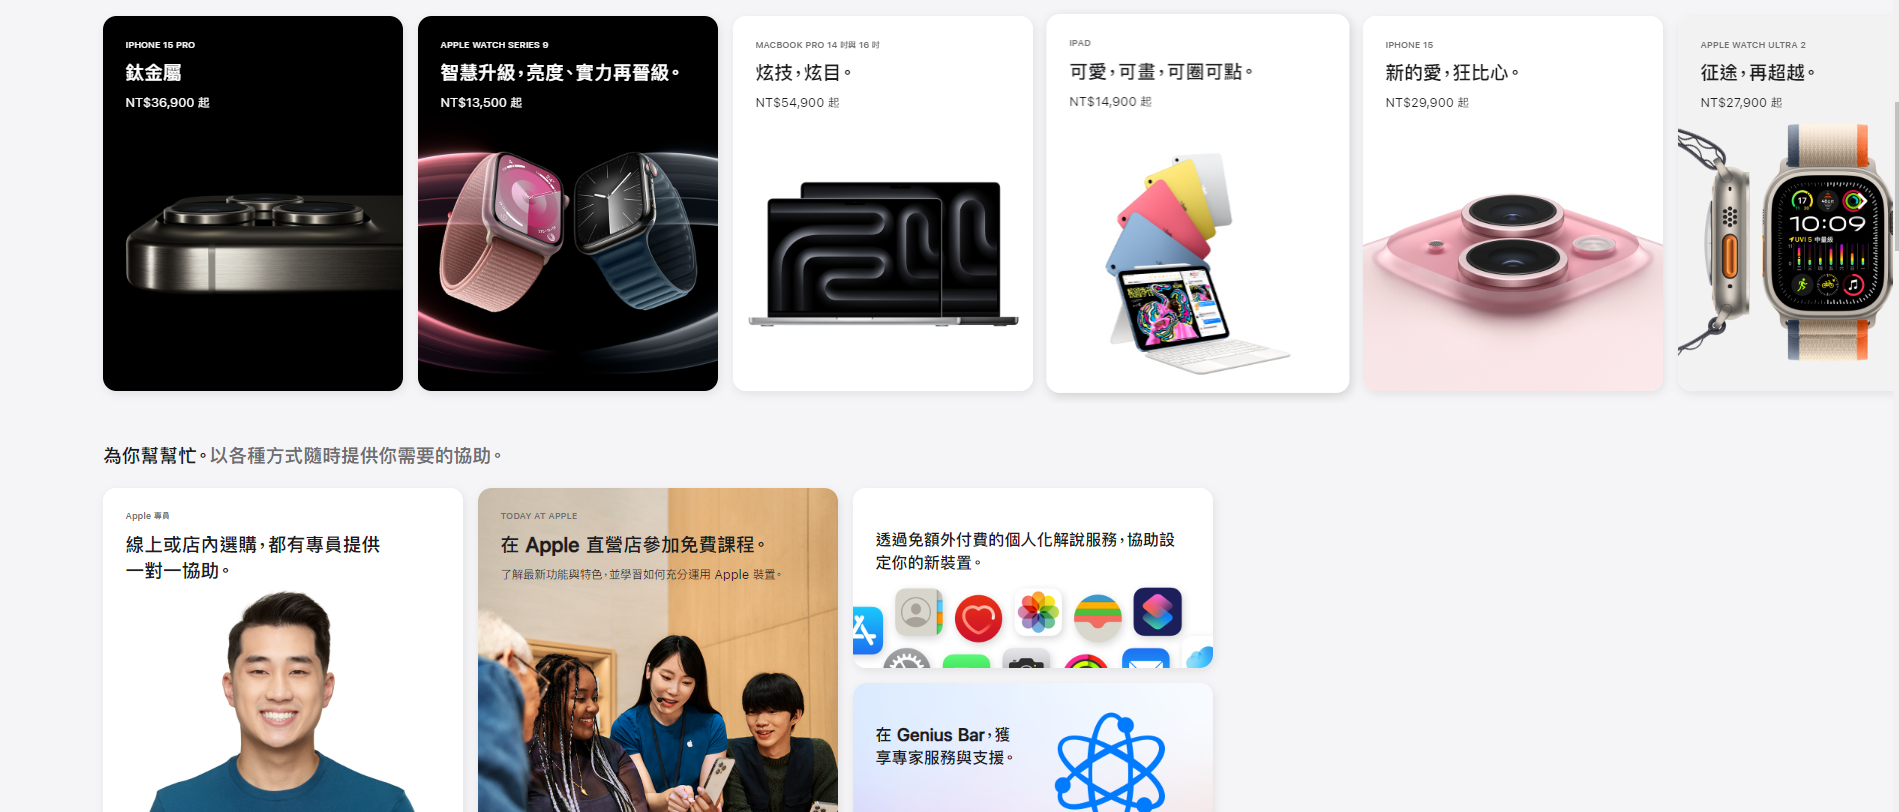 IPHONE 15 PRO
鈦金屬
NT$36,900 起
APPLE WATCH SERIES 9
智慧升級，亮度、實力再晉級。
NT$13,500 起
MACBOOK PRO 14 吋與 16 吋
炫技，炫目。
NT$54,900 起
IPAD
可愛，可畫，可圈可點。
NT$14,900 起
IPHONE 15
新的愛，狂比心。
NT$29,900 起
APPLE WATCH ULTRA 2
征途，再超越。
NT$27,900 起
17
10:09
UVI 5 中量級
為你幫幫忙。以各種方式隨時提供你需要的協助。
Apple 專員
線上或店內選購，都有專員提供
一對一協助。
TODAY AT APPLE
在 Apple 直營店參加免費課程。
了解最新功能與特色，並學習如何充分運用 Apple 裝置。
透過免額外付費的個人化解說服務，協助設
定你的新裝置。
在 Genius Bar，獲
享專家服務與支援。